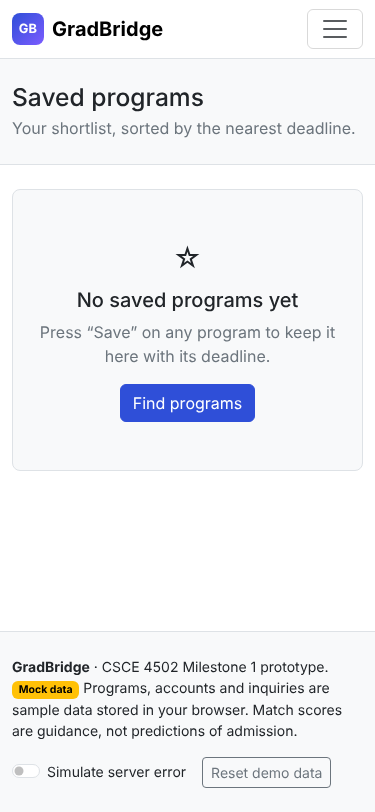 GB GradBridge
Saved programs
Your shortlist, sorted by the nearest deadline.
No saved programs yet
Press “Save” on any program to keep it
here with its deadline.
Find programs
GradBridge · CSCE 4502 Milestone 1 prototype.
Mock data Programs, accounts and inquiries are
sample data stored in your browser. Match scores
are guidance, not predictions of admission.
Simulate server error Reset demo data